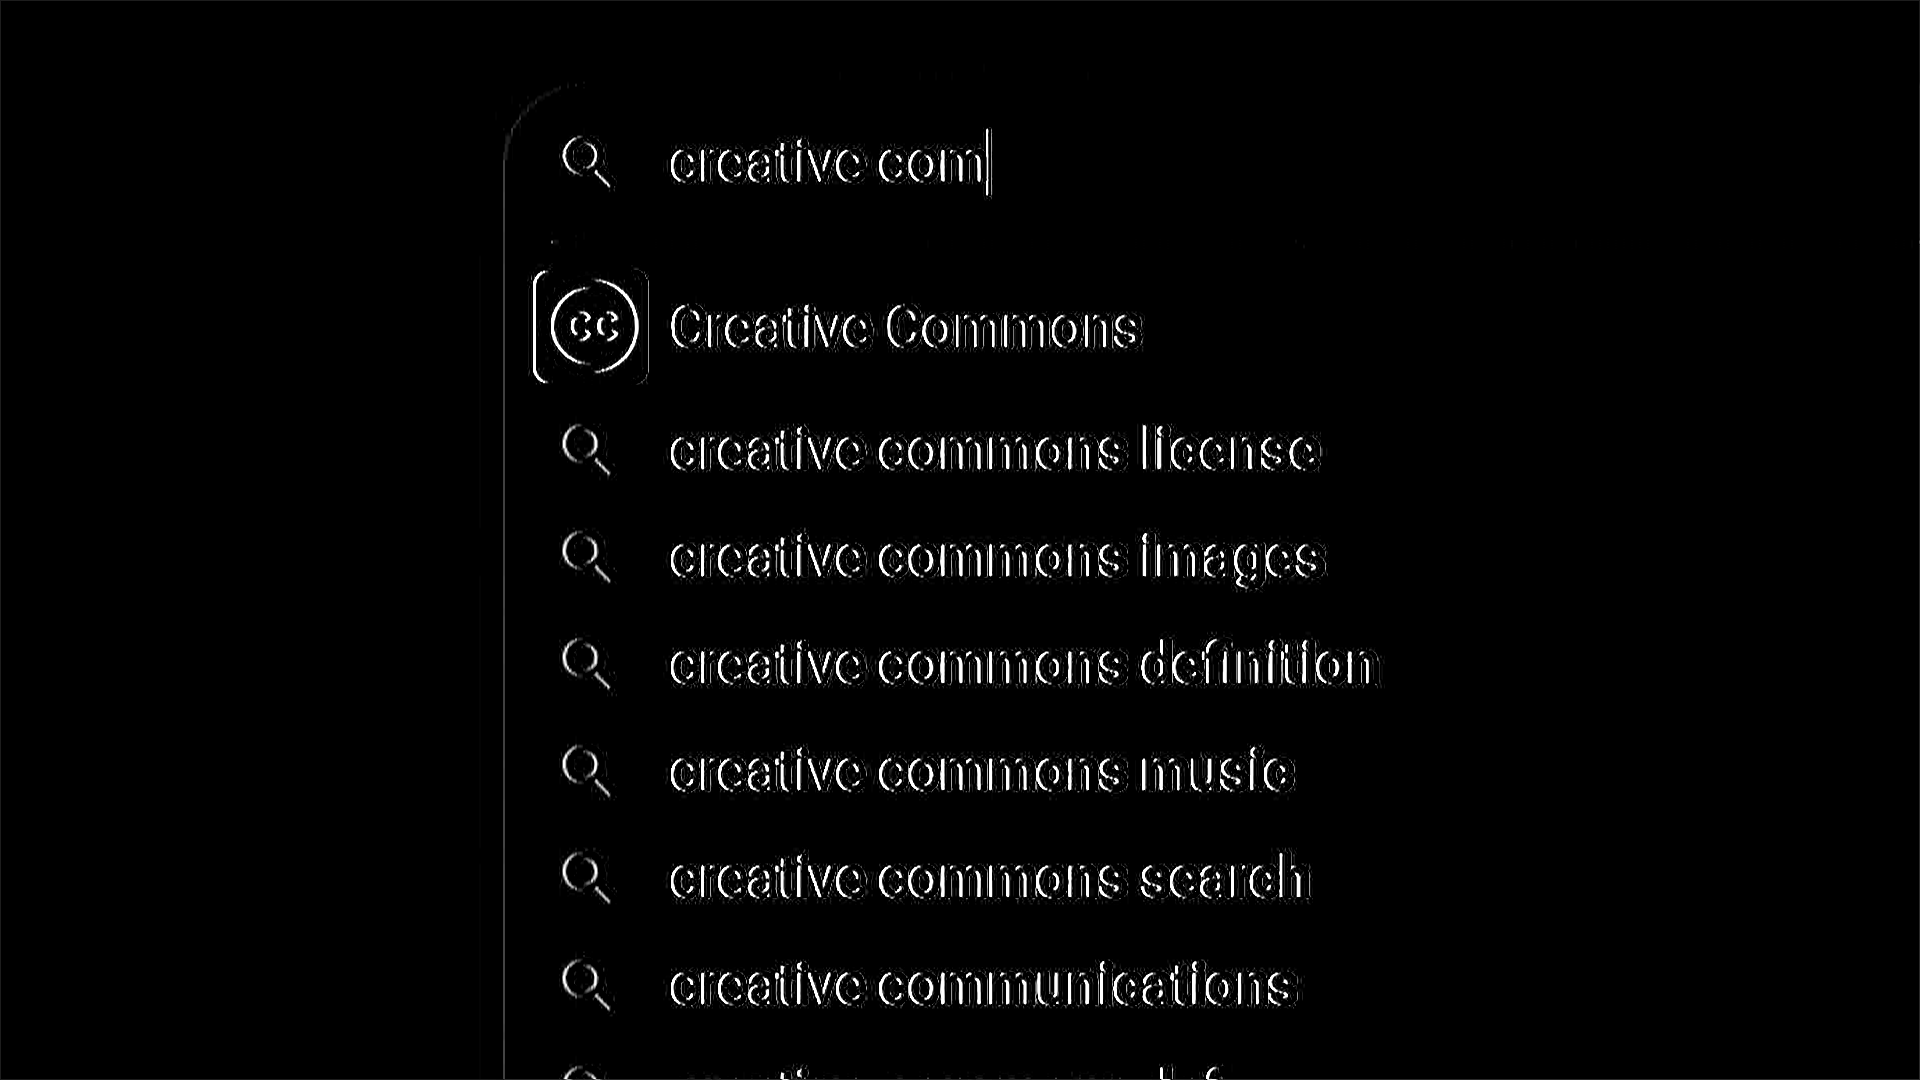 creative com
cc
Creative Commons
creative commons license
creative commons images
creative commons definition
creative commons music
creative commons search
creative communications